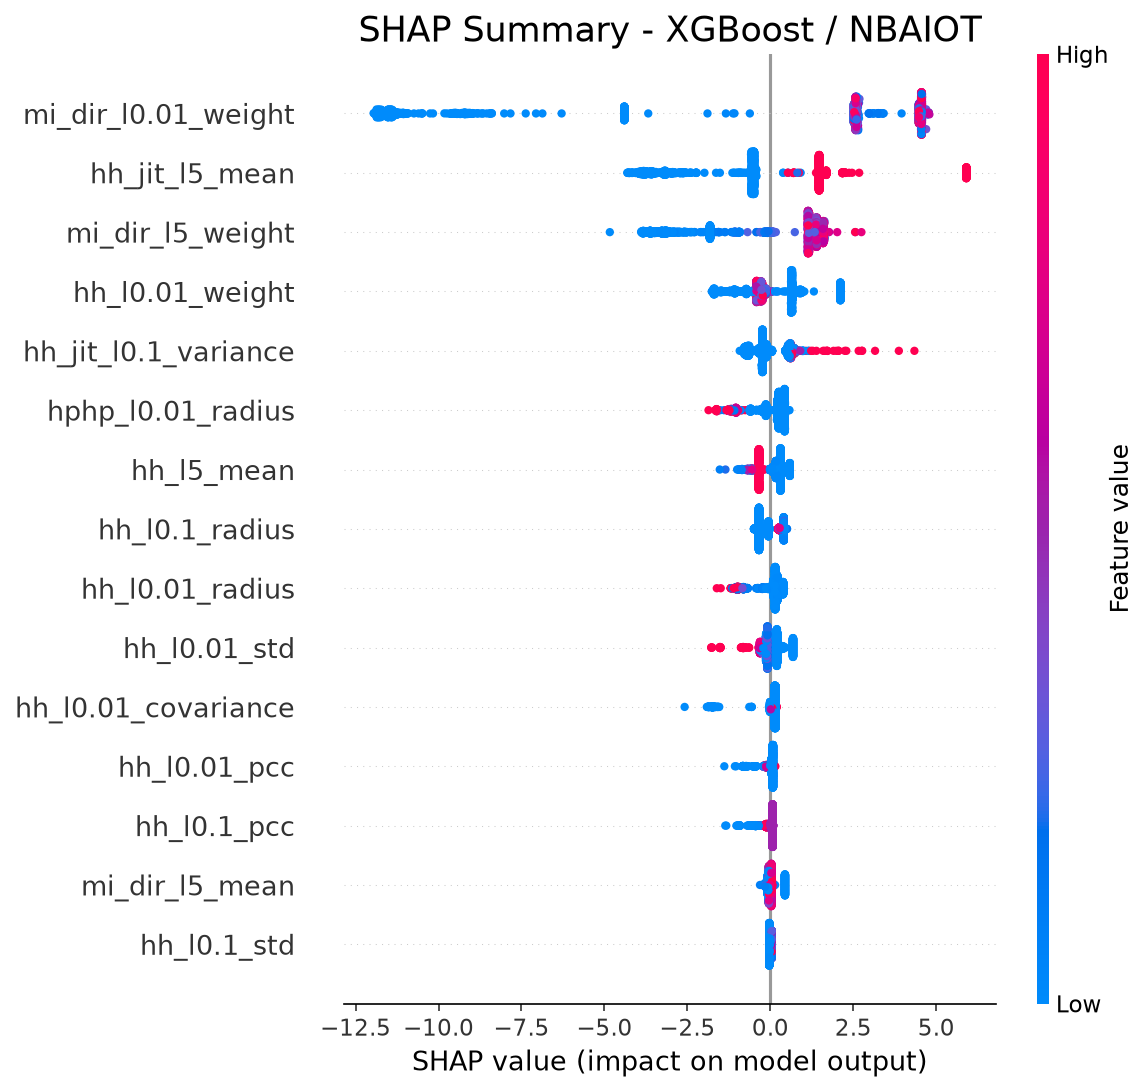 SHAP Summary - XGBoost / NBAIOT
High
mi_dir_l0.01_weight
hh_jit_l5_mean
mi_dir_l5_weight
hh_l0.01_weight
hh_jit_l0.1_variance
hphp_l0.01_radius
hh_l5_mean
hh_l0.1_radius
hh_l0.01_radius
hh_l0.01_std
hh_l0.01_covariance
hh_l0.01_pcc
hh_l0.1_pcc
mi_dir_l5_mean
hh_l0.1_std
Feature value
Low
−12.5 −10.0 −7.5 −5.0 −2.5 0.0 2.5 5.0
SHAP value (impact on model output)